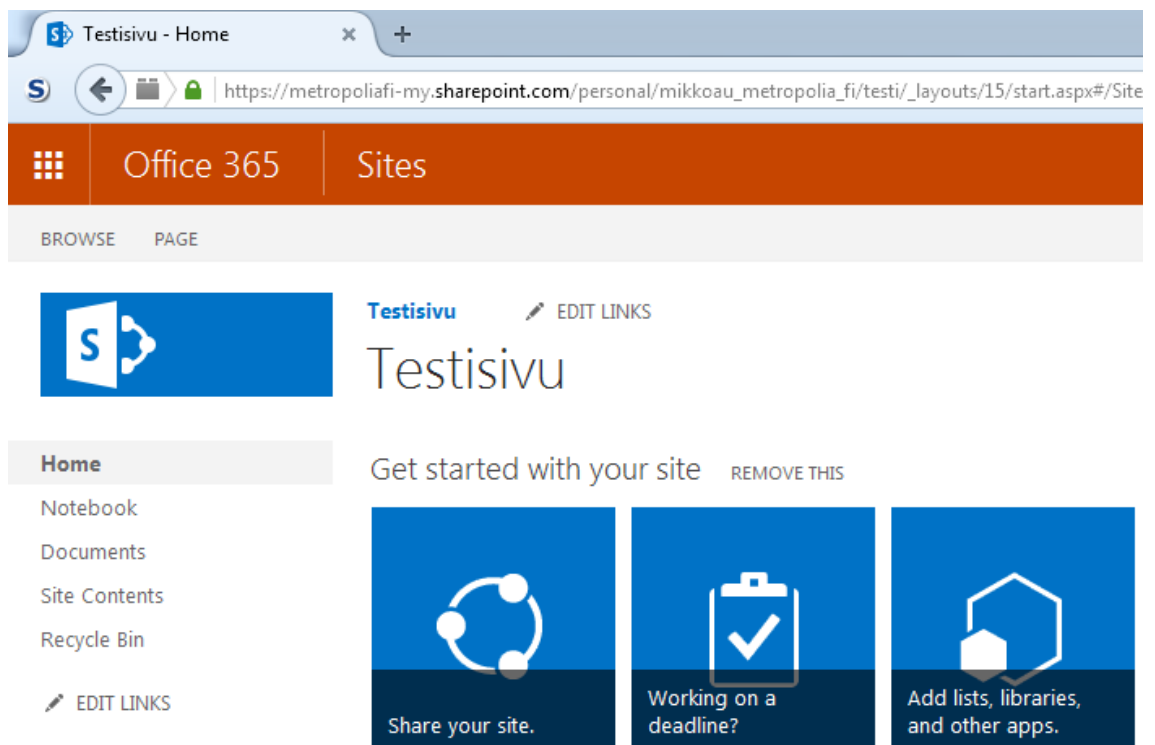 Testisivu - Home
S
https://metropoliafi-my.sharepoint.com/personal/mikkoau_metropolia_fi/testi/_layouts/15/start.aspx#/Site
Office 365 Sites
BROWSE PAGE
S
Testisivu EDIT LINKS
Testisivu
Home
Notebook
Documents
Site Contents
Recycle Bin
EDIT LINKS
Get started with your site REMOVE THIS
Share your site.
Working on a
deadline?
Add lists, libraries,
and other apps.